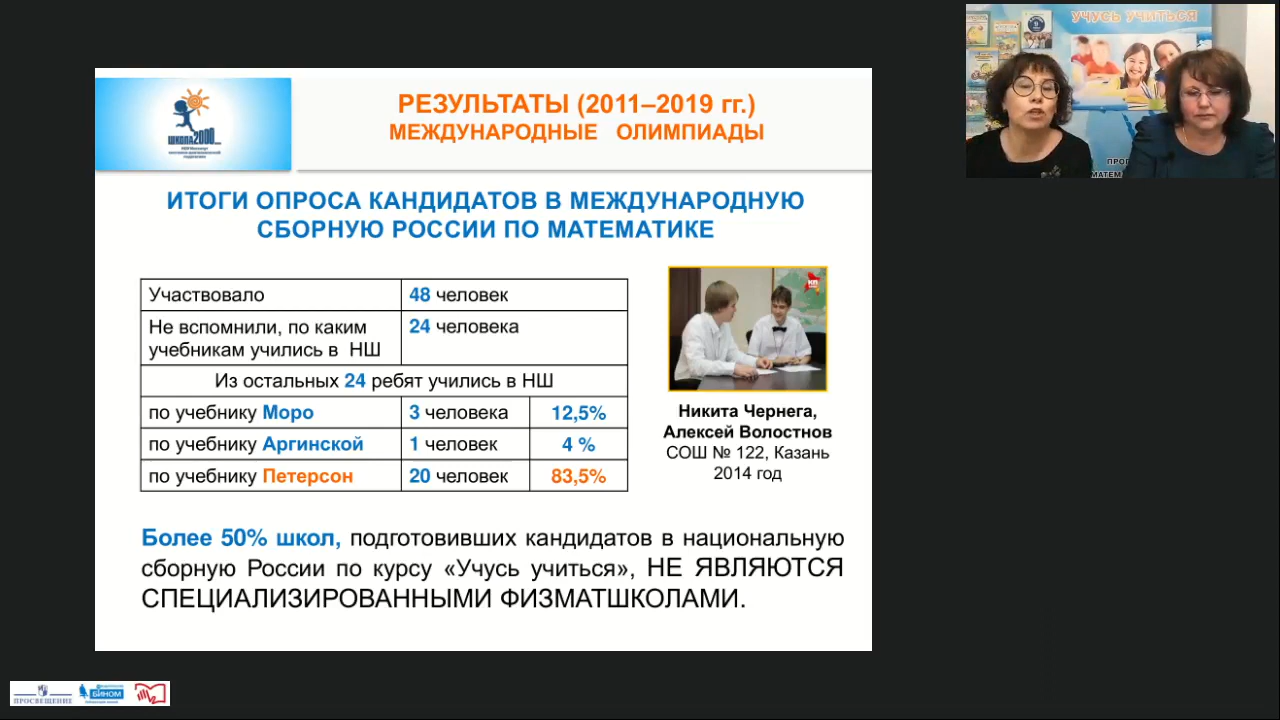 РЕЗУЛЬТАТЫ (2011–2019 гг.)
МЕЖДУНАРОДНЫЕ ОЛИМПИАДЫ
ШКОЛА2000...
ИТОГИ ОПРОСА КАНДИДАТОВ В МЕЖДУНАРОДНУЮ
СБОРНУЮ РОССИИ ПО МАТЕМАТИКЕ
Участвовало 48 человек
Не вспомнили, по каким 24 человека
учебникам учились в НШ
Из остальных 24 ребят учились в НШ
по учебнику Моро 3 человека 12,5%
по учебнику Аргинской 1 человек 4 %
по учебнику Петерсон 20 человек 83,5%
Никита Чернега,
Алексей Волостнов
СОШ № 122, Казань
2014 год
Более 50% школ, подготовивших кандидатов в национальную
сборную России по курсу «Учусь учиться», НЕ ЯВЛЯЮТСЯ
СПЕЦИАЛИЗИРОВАННЫМИ ФИЗМАТШКОЛАМИ.
УЧУСЬ УЧИТЬСЯ
ПРОГ
МАТЕМ
ПРОСВЕЩЕНИЕ
БИНОМ